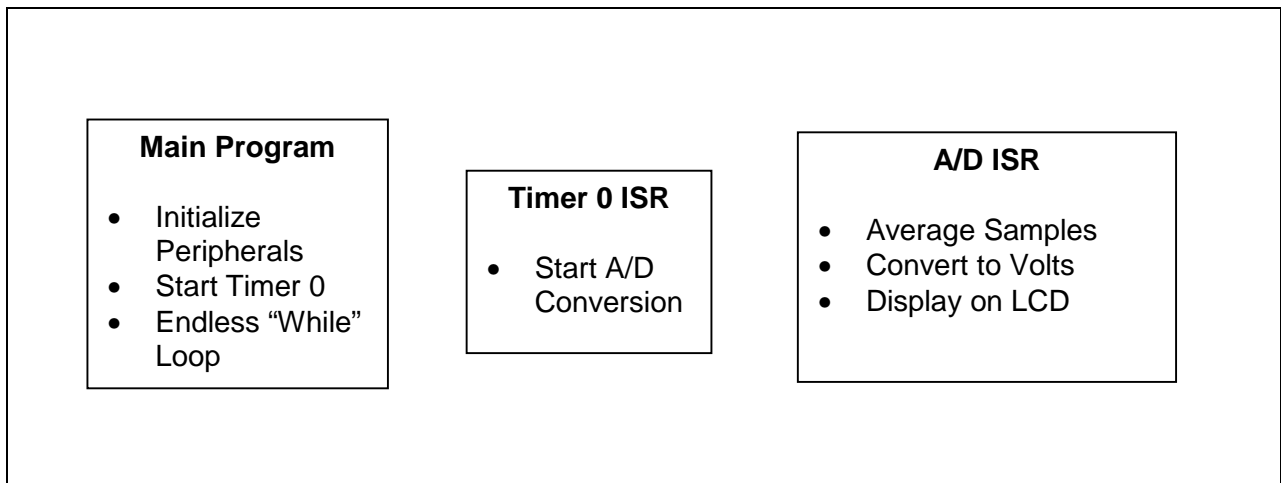 Main Program
• Initialize
Peripherals
• Start Timer 0
• Endless “While”
Loop
Timer 0 ISR
• Start A/D
Conversion
A/D ISR
• Average Samples
• Convert to Volts
• Display on LCD